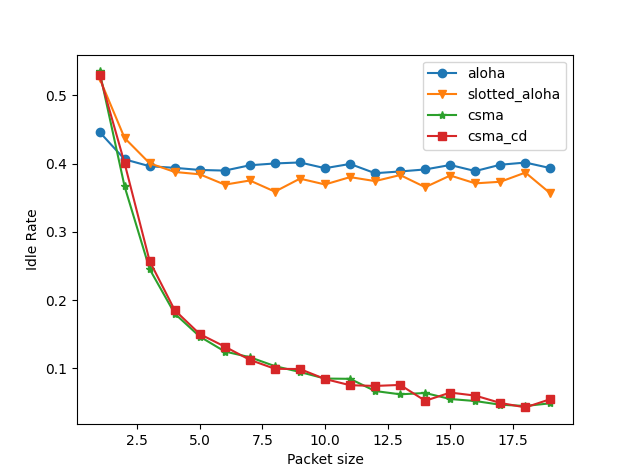 aloha
slotted_aloha
csma
csma_cd
0.5
0.4
0.3
0.2
0.1
Idle Rate
2.5 5.0 7.5 10.0 12.5 15.0 17.5
Packet size